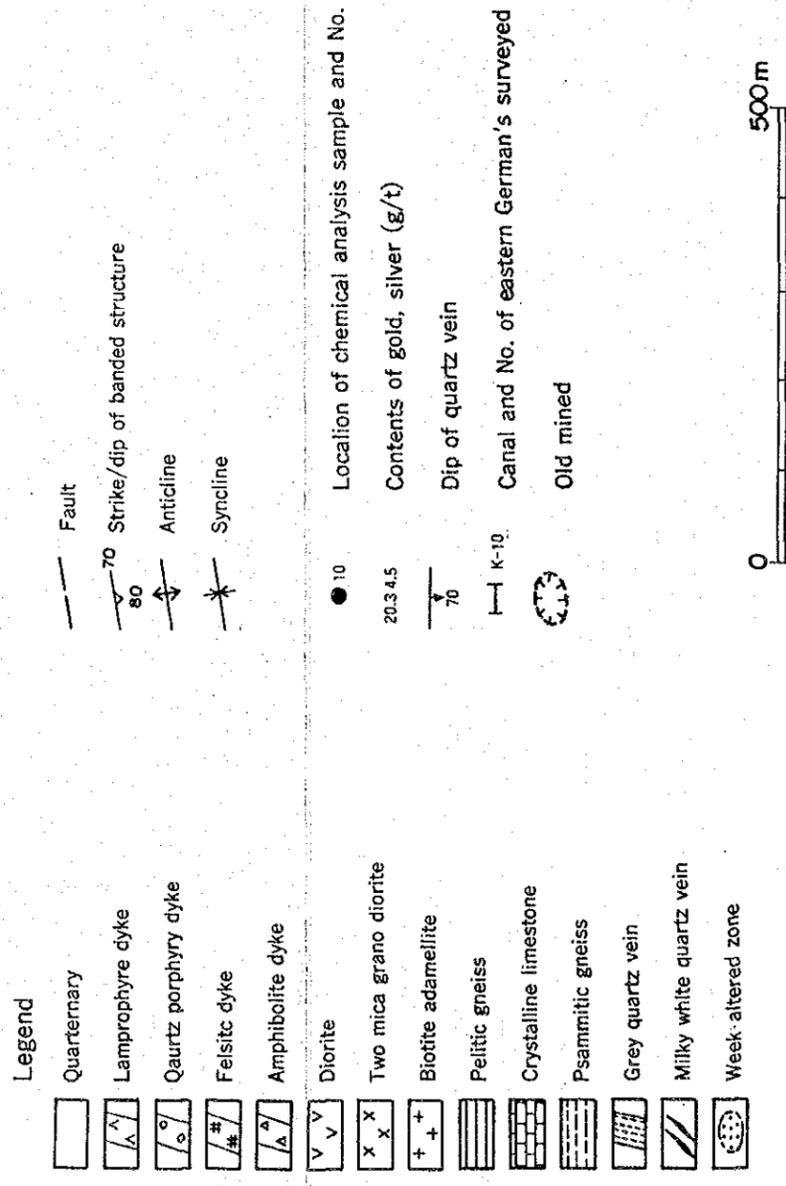 Legend
Quarternary
Lamprophyre dyke
Qaurtz porphyry dyke
Felsitc dyke
Amphibolite dyke
Diorite
Two mica grano diorite
Biotite adamellite
Pelitic gneiss
Crystalline limestone
Psammitic gneiss
Grey quartz vein
Milky white quartz vein
Week altered zone
Fault
70
80
Strike/dip of banded structure
Anticline
Syncline
10
Location of chemical analysis sample and No.
20.3 4.5
Contents of gold, silver (g/t)
70
Dip of quartz vein
K-10
Canal and No. of eastern German's surveyed
Old mined
0
500m